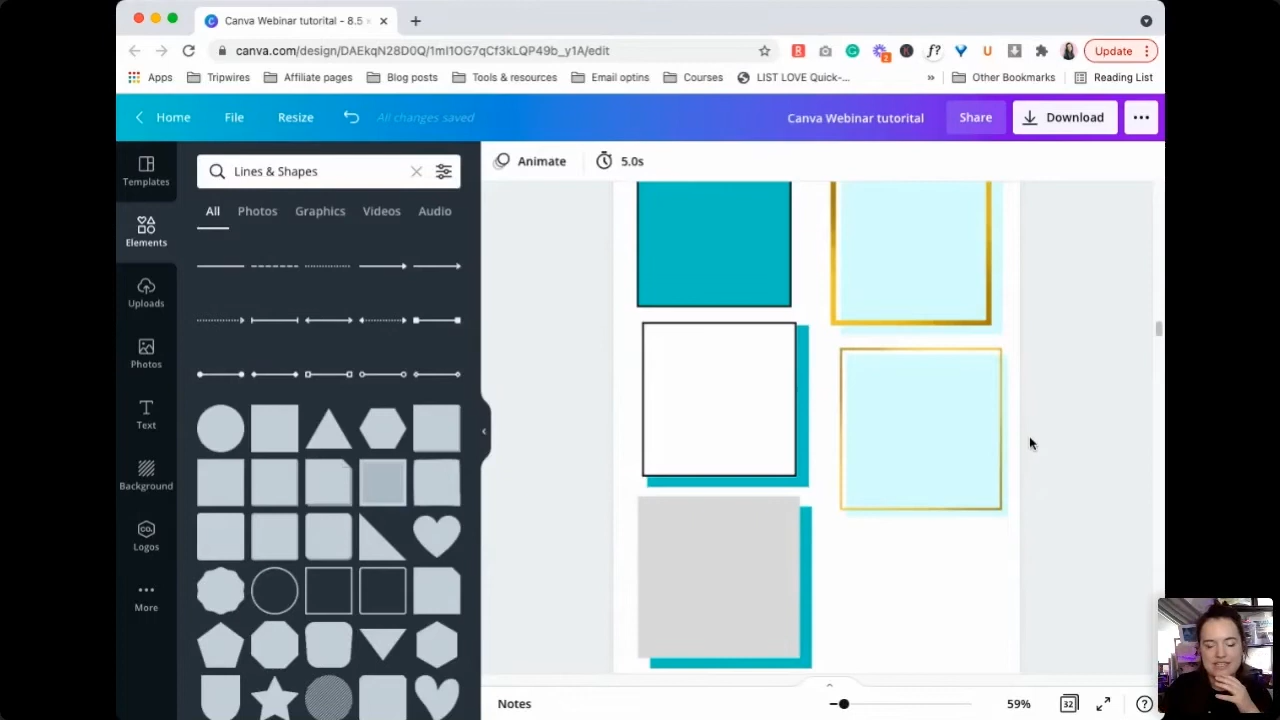 Canva Webinar tutorital - 8.5 ×
canva.com/design/DAEkqN28D0Q/1mI1OG7qCf3kLQP49b_y1A/edit
Update
Apps
Tripwires
Affiliate pages
Blog posts
Tools & resources
Email optins
Courses
LIST LOVE Quick-...
»
Other Bookmarks
Reading List
Home
File
Resize
All changes saved
Canva Webinar tutorital
Share
Download
Templates
Elements
Uploads
Photos
Text
Background
Logos
More
Lines & Shapes
All
Photos
Graphics
Videos
Audio
Animate
5.0s
Notes
59%
32